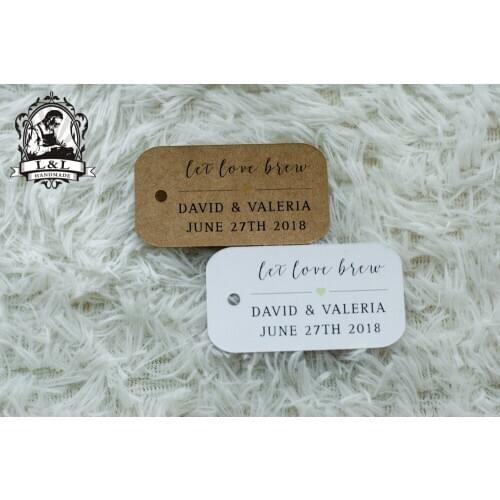 L&L
HANDMADE
let love brew
DAVID & VALERIA
JUNE 27TH 2018
let love brew
DAVID & VALERIA
JUNE 27TH 2018